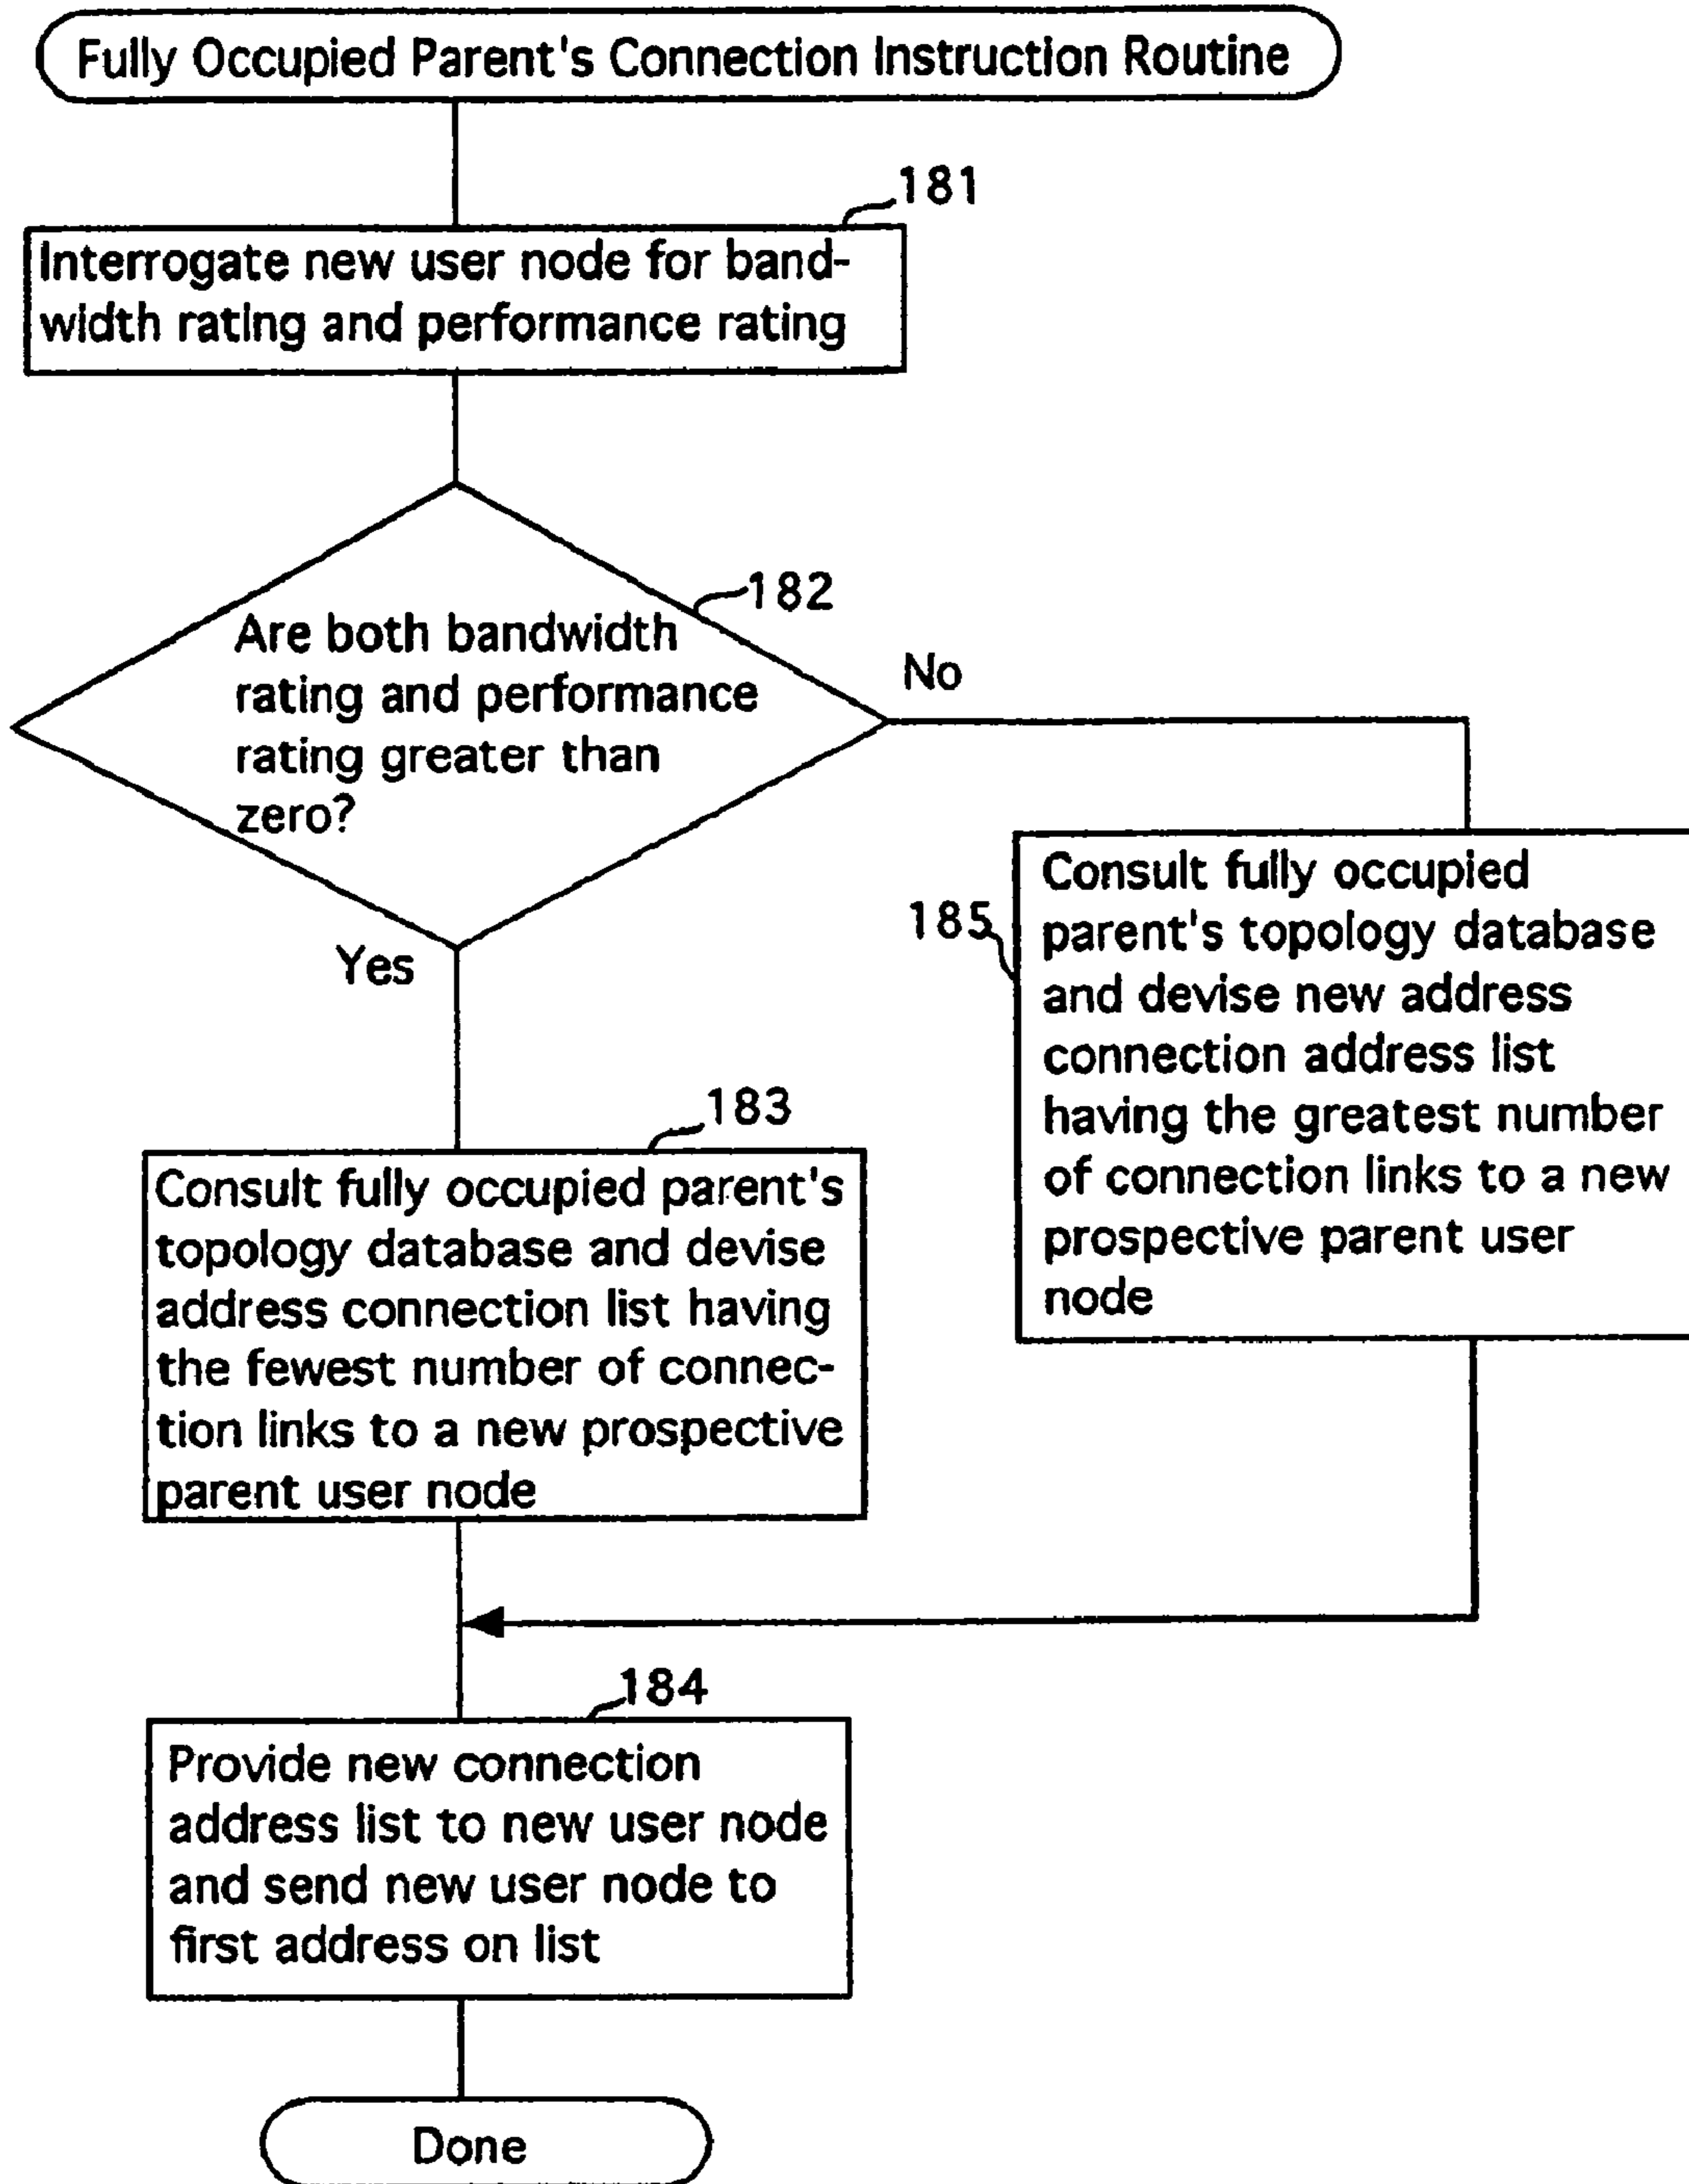 Fully Occupied Parent's Connection Instruction Routine
181
Interrogate new user node for band-
width rating and performance rating
182
Are both bandwidth
rating and performance
rating greater than
zero?
No
Yes
185
Consult fully occupied
parent's topology database
and devise new address
connection address list
having the greatest number
of connection links to a new
prospective parent user
node
183
Consult fully occupied parent's
topology database and devise
address connection list having
the fewest number of connec-
tion links to a new prospective
parent user node
184
Provide new connection
address list to new user node
and send new user node to
first address on list
Done